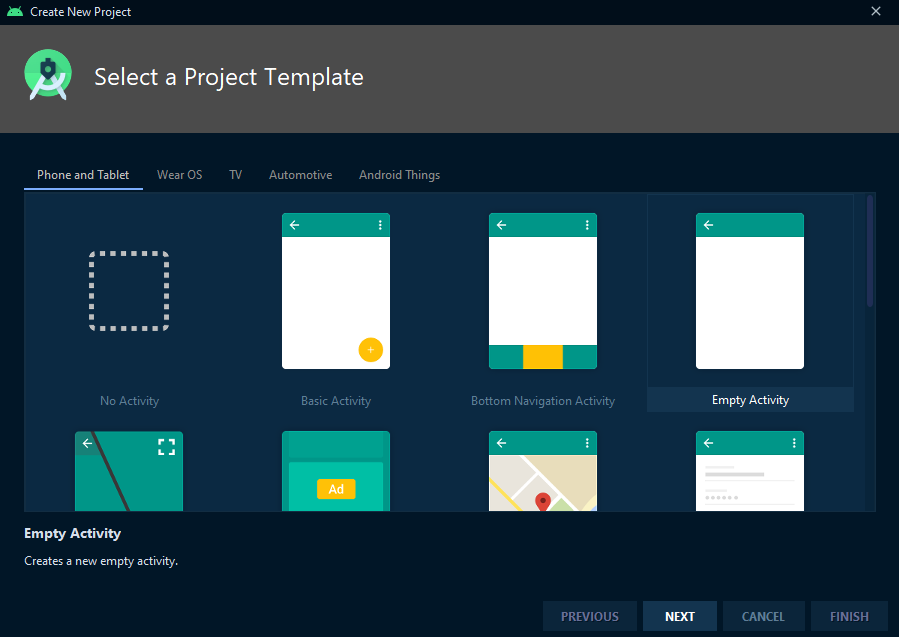 Create New Project
Select a Project Template
Phone and Tablet Wear OS TV Automotive Android Things
No Activity Basic Activity Bottom Navigation Activity Empty Activity
Ad
Empty Activity
Creates a new empty activity.
PREVIOUS NEXT CANCEL FINISH